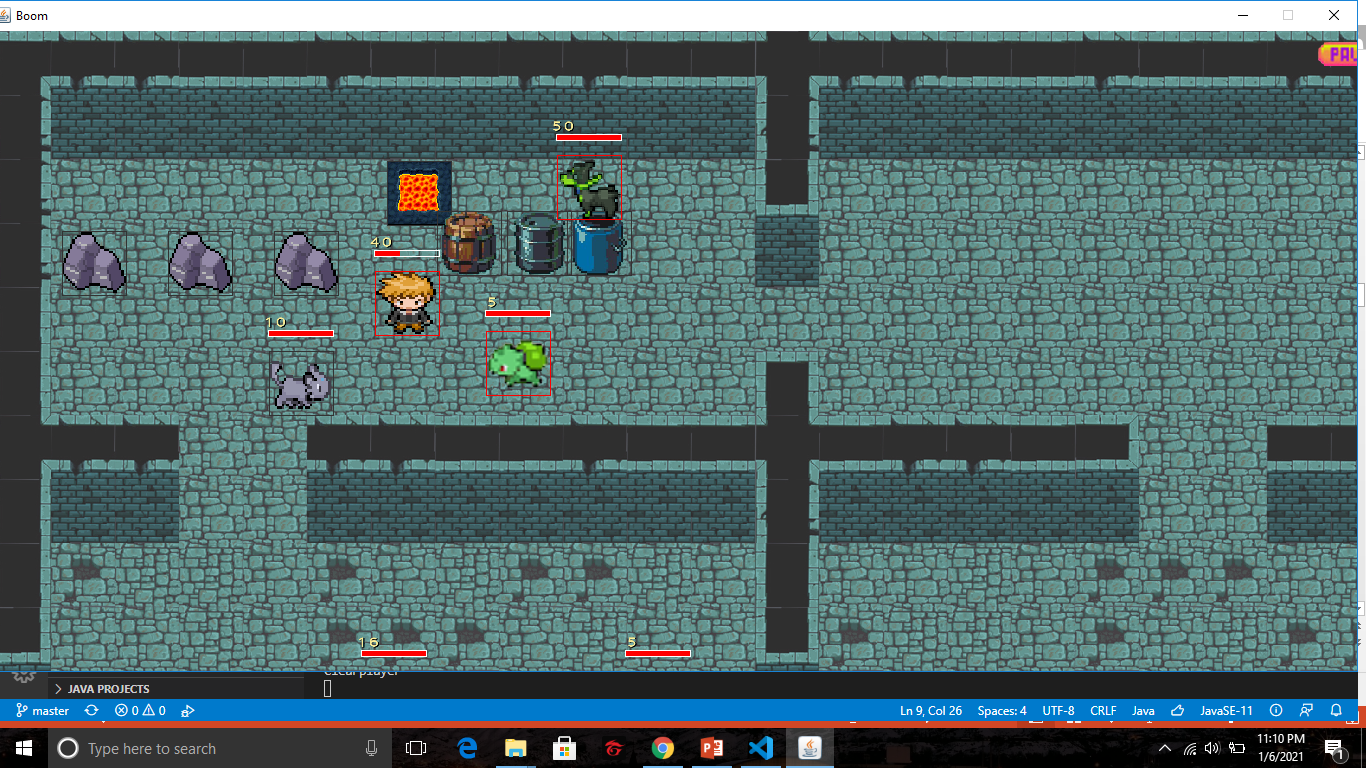 Boom
50
40
5
10
16
5
JAVA PROJECTS
master
0
0
Ln 9, Col 26
Spaces: 4
UTF-8
CRLF
Java
JavaSE-11
Type here to search
11:10 PM
1/6/2021
1